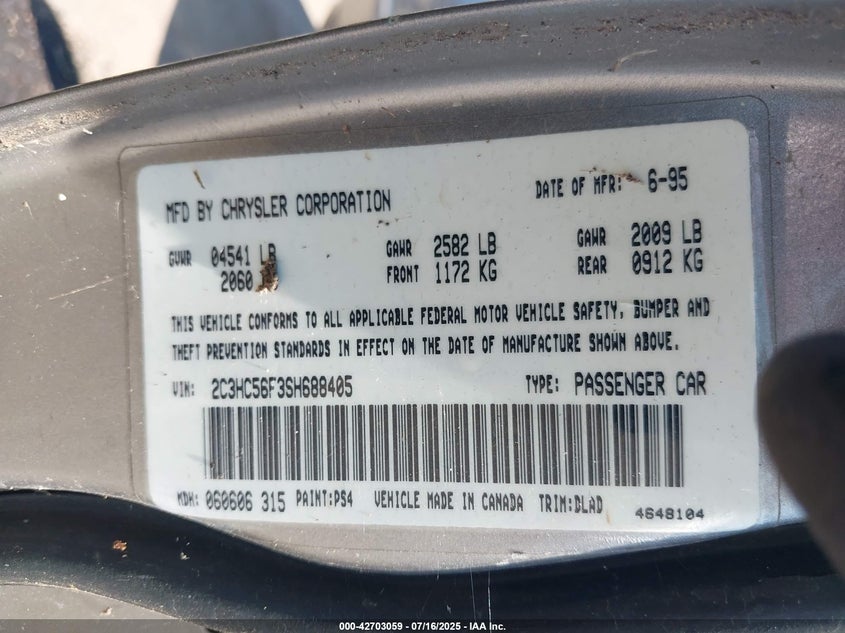 MFD BY CHRYSLER CORPORATION
DATE OF MFR: 6-95
GVWR 04541 LB
2060
GAWR 2582 LB
FRONT 1172 KG
GAWR 2009 LB
REAR 0912 KG
THIS VEHICLE CONFORMS TO ALL APPLICABLE FEDERAL MOTOR VEHICLE SAFETY, BUMPER AND
THEFT PREVENTION STANDARDS IN EFFECT ON THE DATE OF MANUFACTURE SHOWN ABOVE.
VIN: 2C3HC56F3SH688405 TYPE: PASSENGER CAR
MDH: 060606 315 PAINT:PS4 VEHICLE MADE IN CANADA TRIM:DLAD
4648104
000-42703059 - 07/16/2025 - IAA Inc.